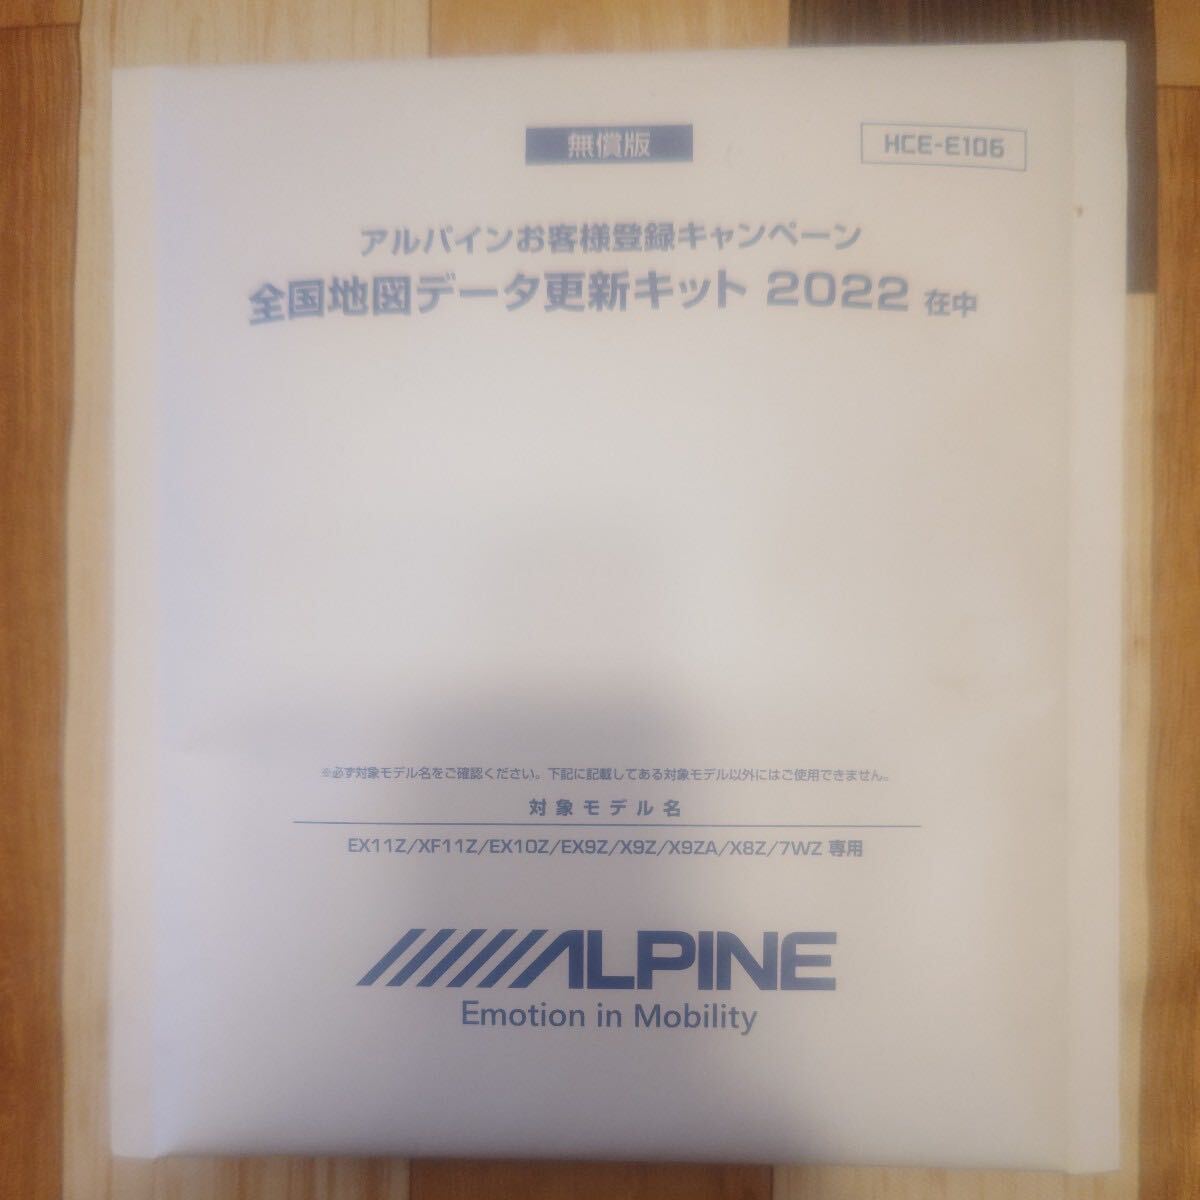 無償版
HCE-E106
アルパインお客様登録キャンペーン
全国地図データ更新キット 2022 在中
※必ず対象モデル名をご確認ください。下記に記載してある対象モデル以外にはご使用できません。
対象モデル名
EX11Z/XF11Z/EX10Z/EX9Z/X9Z/X9ZA/X8Z/7WZ 専用
ALPINE
Emotion in Mobility